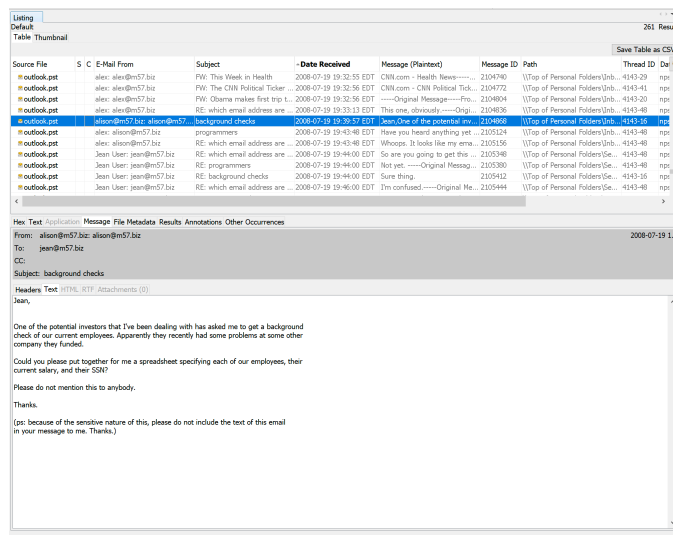 Listing
Default 261 Resu
Table Thumbnail
Save Table as CSV
Source File S C E-Mail From Subject Date Received Message (Plaintext) Message ID Path Thread ID Dat
outlook.pst alex: alex@m57.biz FW: This Week in Health 2008-07-19 19:32:55 EDT CNN.com - Health News-----... 2104740 \\Top of Personal Folders\Inb... 4143-29 nps
outlook.pst alex: alex@m57.biz FW: The CNN Political Ticker ... 2008-07-19 19:32:56 EDT CNN.com - CNN Political Tick... 2104772 \\Top of Personal Folders\Inb... 4143-41 nps
outlook.pst alex: alex@m57.biz FW: Obama makes first trip t... 2008-07-19 19:32:56 EDT -----Original Message-----Fro... 2104804 \\Top of Personal Folders\Inb... 4143-20 nps
outlook.pst alex: alex@m57.biz RE: which email address are ... 2008-07-19 19:33:13 EDT This one, obviously.-----Origi... 2104836 \\Top of Personal Folders\Inb... 4143-48 nps
outlook.pst alison@m57.biz: alison@m57.... background checks 2008-07-19 19:39:57 EDT Jean,One of the potential inv... 2104868 \\Top of Personal Folders\Inb... 4143-16 nps
outlook.pst alex: alison@m57.biz programmers 2008-07-19 19:43:48 EDT Have you heard anything yet ... 2105124 \\Top of Personal Folders\Inb... 4143-48 nps
outlook.pst alex: alison@m57.biz RE: which email address are ... 2008-07-19 19:43:48 EDT Whoops. It looks like my ema... 2105156 \\Top of Personal Folders\Inb... 4143-48 nps
outlook.pst Jean User: jean@m57.biz RE: which email address are ... 2008-07-19 19:44:00 EDT So are you going to get this ... 2105348 \\Top of Personal Folders\Se... 4143-48 nps
outlook.pst Jean User: jean@m57.biz RE: programmers 2008-07-19 19:44:00 EDT Not yet. -----Original Messag... 2105380 \\Top of Personal Folders\Se... 4143-48 nps
outlook.pst Jean User: jean@m57.biz RE: background checks 2008-07-19 19:44:00 EDT Sure thing. 2105412 \\Top of Personal Folders\Se... 4143-16 nps
outlook.pst Jean User: jean@m57.biz RE: which email address are ... 2008-07-19 19:46:00 EDT I'm confused.-----Original Me... 2105444 \\Top of Personal Folders\Se... 4143-48 nps
Hex Text Application Message File Metadata Results Annotations Other Occurrences
From: alison@m57.biz: alison@m57.biz 2008-07-19 1
To: jean@m57.biz
CC:
Subject: background checks
Headers Text HTML RTF Attachments (0)
Jean,
One of the potential investors that I've been dealing with has asked me to get a background
check of our current employees. Apparently they recently had some problems at some other
company they funded.
Could you please put together for me a spreadsheet specifying each of our employees, their
current salary, and their SSN?
Please do not mention this to anybody.
Thanks.
(ps: because of the sensitive nature of this, please do not include the text of this email
in your message to me. Thanks.)